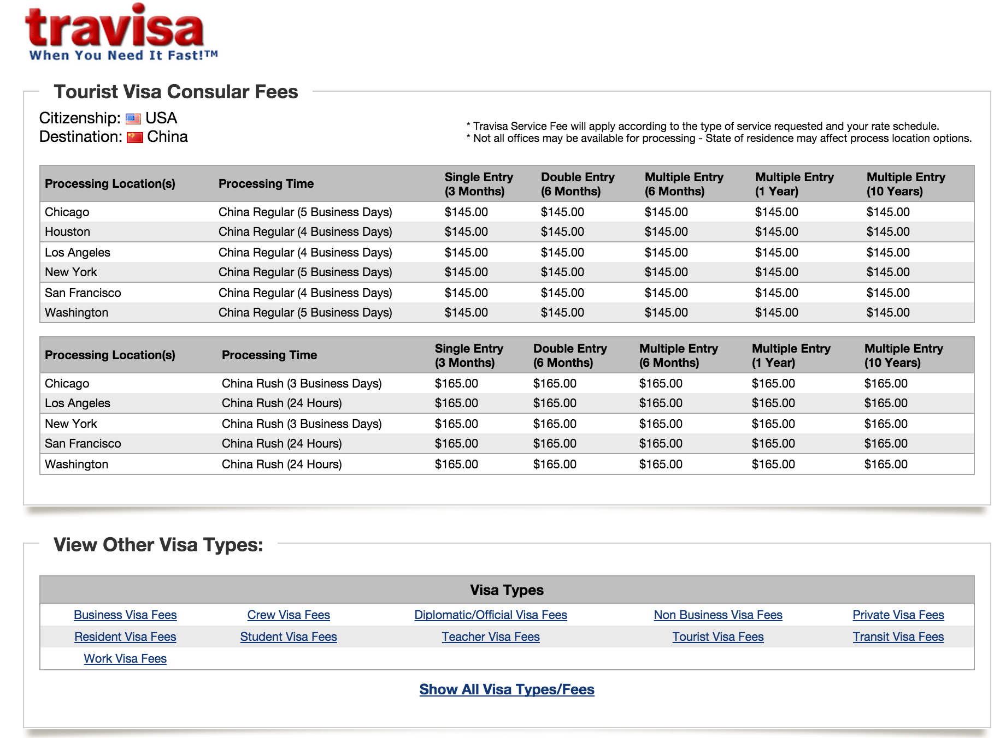 travisa
When You Need It Fast!™
Tourist Visa Consular Fees
Citizenship: USA
Destination: China
* Travisa Service Fee will apply according to the type of service requested and your rate schedule.
* Not all offices may be available for processing - State of residence may affect process location options.
Processing Location(s) Processing Time Single Entry (3 Months) Double Entry (6 Months) Multiple Entry (6 Months) Multiple Entry (1 Year) Multiple Entry (10 Years)
Chicago China Regular (5 Business Days) $145.00 $145.00 $145.00 $145.00 $145.00
Houston China Regular (4 Business Days) $145.00 $145.00 $145.00 $145.00 $145.00
Los Angeles China Regular (4 Business Days) $145.00 $145.00 $145.00 $145.00 $145.00
New York China Regular (5 Business Days) $145.00 $145.00 $145.00 $145.00 $145.00
San Francisco China Regular (4 Business Days) $145.00 $145.00 $145.00 $145.00 $145.00
Washington China Regular (5 Business Days) $145.00 $145.00 $145.00 $145.00 $145.00
Processing Location(s) Processing Time Single Entry (3 Months) Double Entry (6 Months) Multiple Entry (6 Months) Multiple Entry (1 Year) Multiple Entry (10 Years)
Chicago China Rush (3 Business Days) $165.00 $165.00 $165.00 $165.00 $165.00
Los Angeles China Rush (24 Hours) $165.00 $165.00 $165.00 $165.00 $165.00
New York China Rush (3 Business Days) $165.00 $165.00 $165.00 $165.00 $165.00
San Francisco China Rush (24 Hours) $165.00 $165.00 $165.00 $165.00 $165.00
Washington China Rush (24 Hours) $165.00 $165.00 $165.00 $165.00 $165.00
View Other Visa Types:
Visa Types
Business Visa Fees Crew Visa Fees Diplomatic/Official Visa Fees Non Business Visa Fees Private Visa Fees
Resident Visa Fees Student Visa Fees Teacher Visa Fees Tourist Visa Fees Transit Visa Fees
Work Visa Fees
Show All Visa Types/Fees